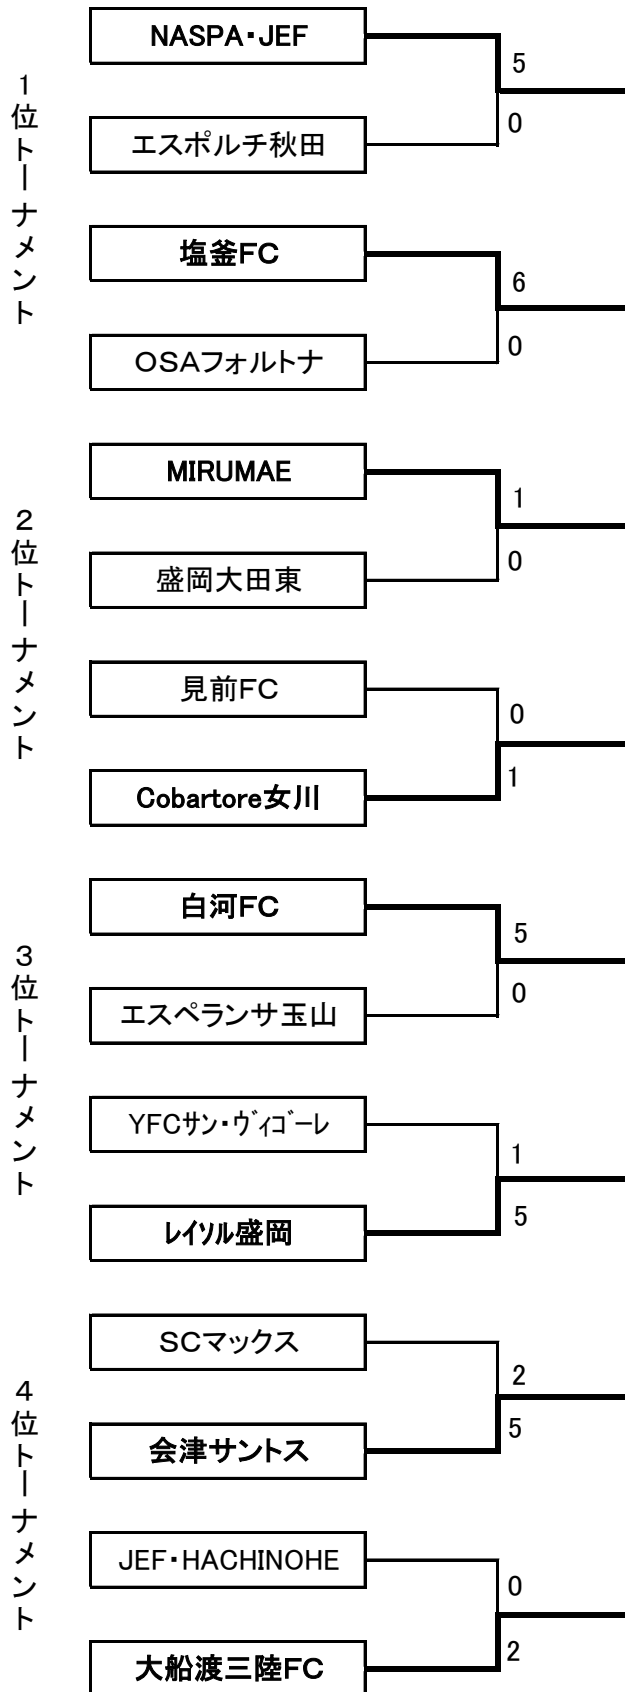 1位トーナメント
NASPA・JEF
5
0
エスポルチ秋田
塩釜FC
6
0
OSAフォルトナ
2位トーナメント
MIRUMAE
1
0
盛岡大田東
見前FC
0
1
Cobartore女川
3位トーナメント
白河FC
5
0
エスペランサ玉山
YFCサン・ヴィゴーレ
1
5
レイソル盛岡
4位トーナメント
SCマックス
2
5
会津サントス
JEF・HACHINOHE
0
2
大船渡三陸FC